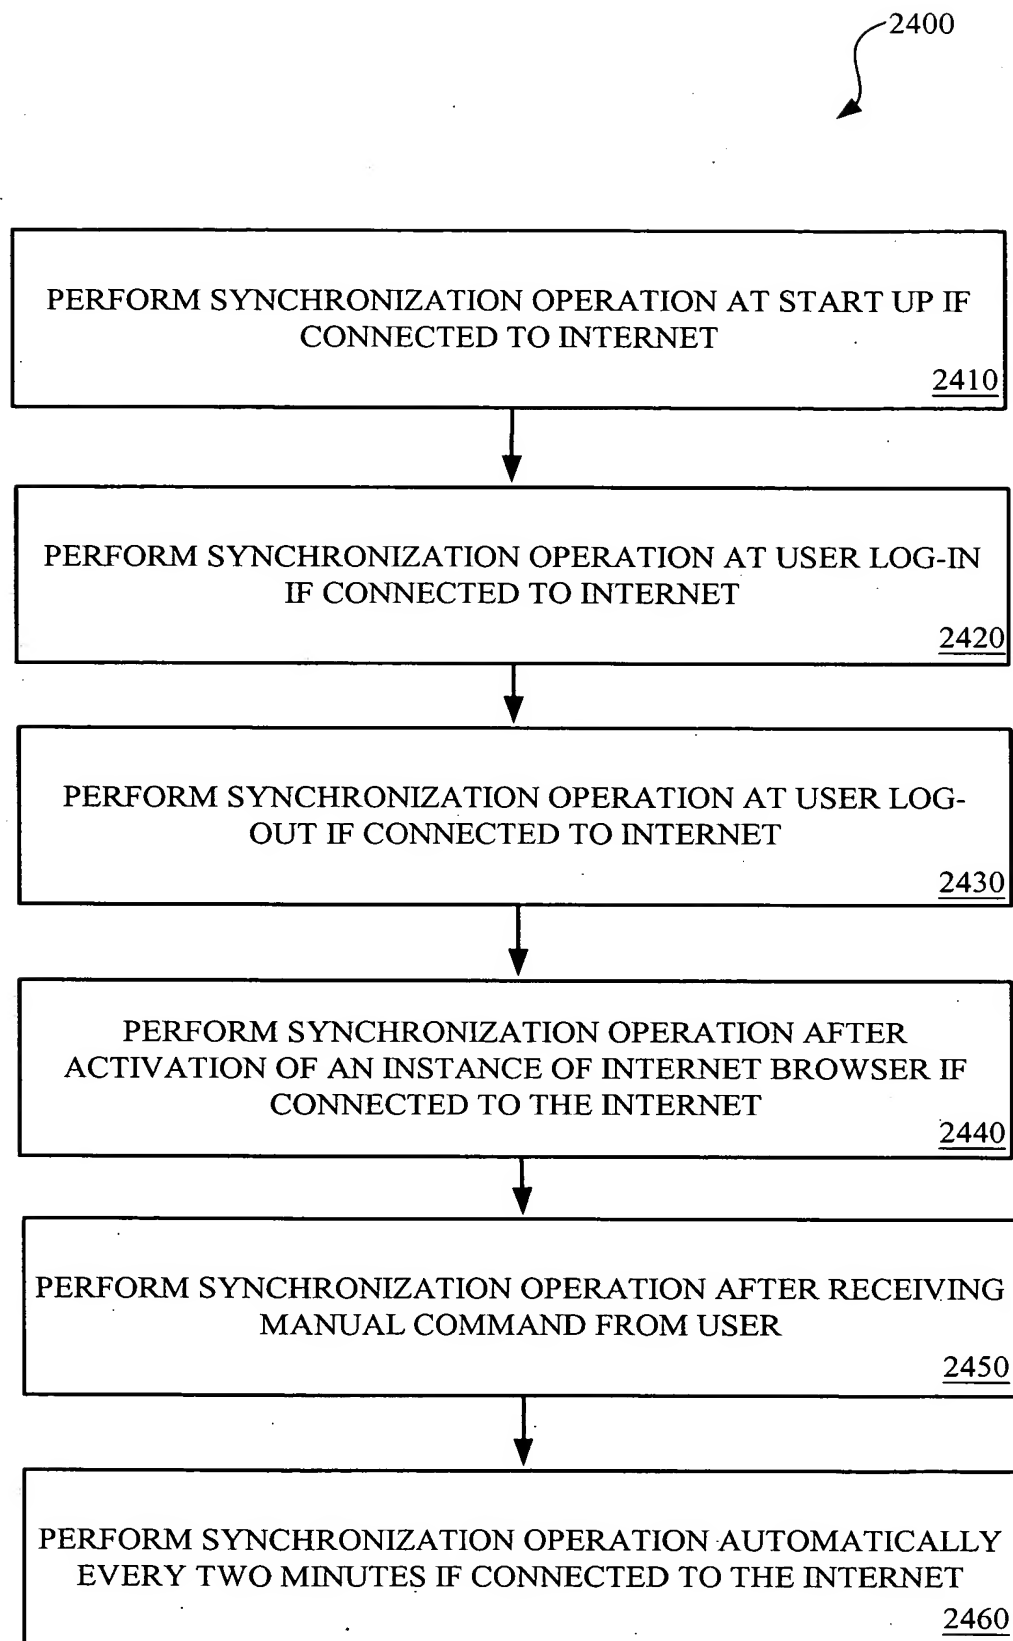 2400
PERFORM SYNCHRONIZATION OPERATION AT START UP IF
CONNECTED TO INTERNET
2410
PERFORM SYNCHRONIZATION OPERATION AT USER LOG-IN
IF CONNECTED TO INTERNET
2420
PERFORM SYNCHRONIZATION OPERATION AT USER LOG-
OUT IF CONNECTED TO INTERNET
2430
PERFORM SYNCHRONIZATION OPERATION AFTER
ACTIVATION OF AN INSTANCE OF INTERNET BROWSER IF
CONNECTED TO THE INTERNET
2440
PERFORM SYNCHRONIZATION OPERATION AFTER RECEIVING
MANUAL COMMAND FROM USER
2450
PERFORM SYNCHRONIZATION OPERATION AUTOMATICALLY
EVERY TWO MINUTES IF CONNECTED TO THE INTERNET
2460